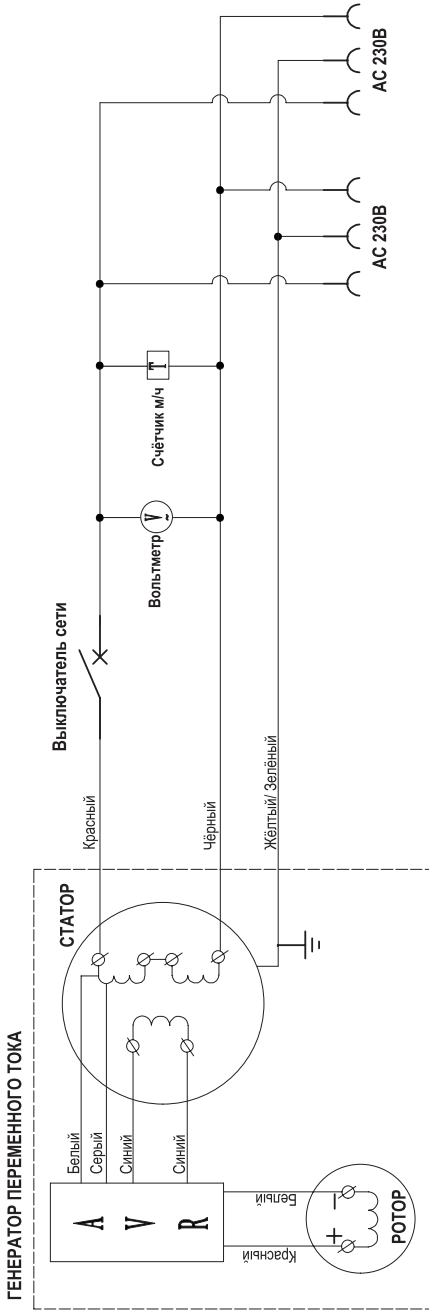 ГЕНЕРАТОР ПЕРЕМЕННОГО ТОКА
AVR
Белый
Серый
Синий
Синий
Красный
Белый
+
−
РОТОР
СТАТОР
Красный
Чёрный
Жёлтый/ Зелёный
Выключатель сети
Вольтметр
V
~
Счётчик м/ч
T
AC 230В
AC 230В